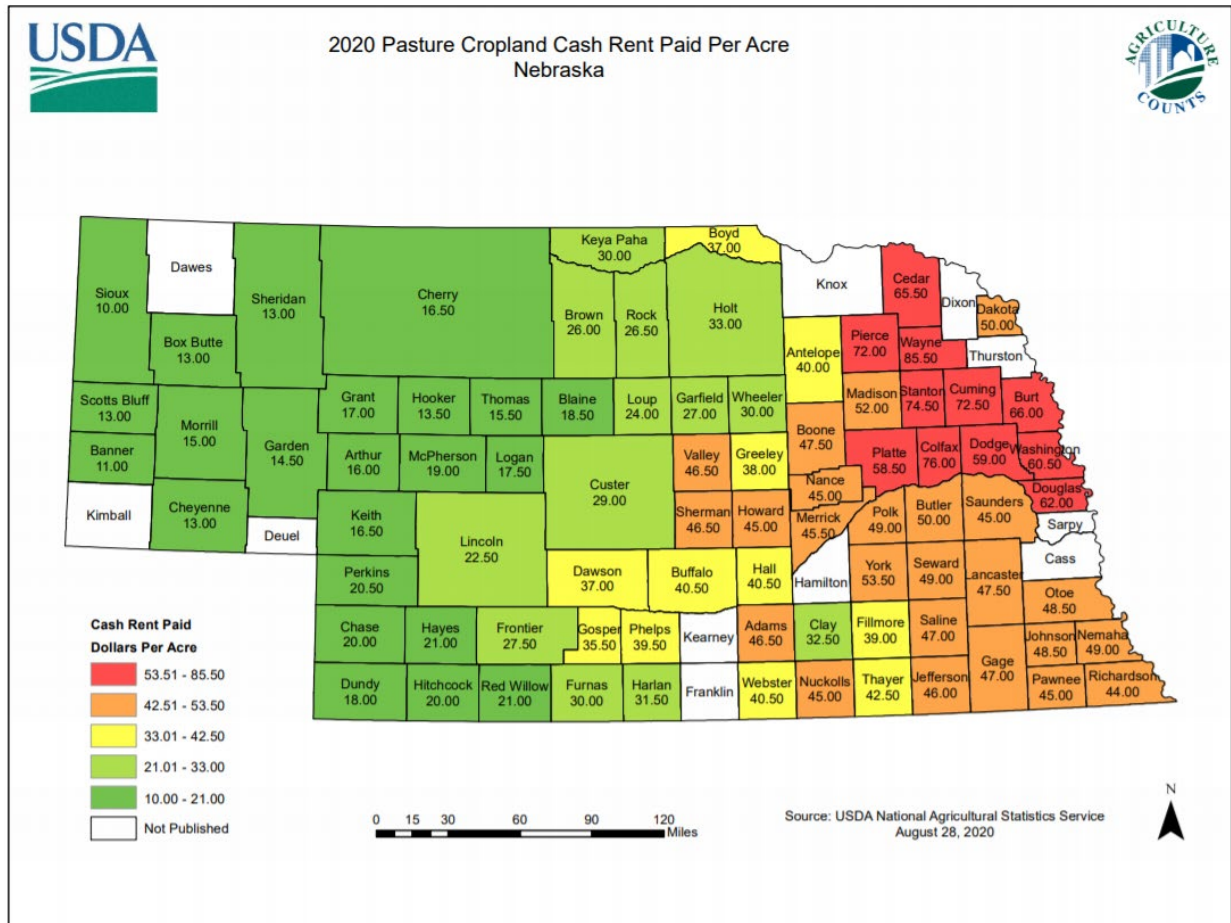 USDA
2020 Pasture Cropland Cash Rent Paid Per Acre
Nebraska
AGRICULTURE
COUNTS
Sioux
10.00
Dawes
Box Butte
13.00
Sheridan
13.00
Cherry
16.50
Keya Paha
30.00
Boyd
37.00
Brown
26.00
Rock
26.50
Holt
33.00
Knox
Cedar
65.50
Dixon
Dakota
50.00
Antelope
40.00
Pierce
72.00
Wayne
85.50
Thurston
Scotts Bluff
13.00
Banner
11.00
Morrill
15.00
Garden
14.50
Kimball
Cheyenne
13.00
Deuel
Grant
17.00
Hooker
13.50
Thomas
15.50
Blaine
18.50
Loup
24.00
Garfield
27.00
Wheeler
30.00
Madison
52.00
Stanton
74.50
Cuming
72.50
Burt
66.00
Arthur
16.00
McPherson
19.00
Logan
17.50
Custer
29.00
Valley
46.50
Greeley
38.00
Boone
47.50
Platte
58.50
Colfax
76.00
Dodge
59.00
Washington
60.50
Nance
45.00
Douglas
62.00
Keith
16.50
Lincoln
22.50
Sherman
46.50
Howard
45.00
Merrick
45.50
Polk
49.00
Butler
50.00
Saunders
45.00
Sarpy
Perkins
20.50
Dawson
37.00
Buffalo
40.50
Hall
40.50
Hamilton
York
53.50
Seward
49.00
Lancaster
47.50
Cass
Otoe
48.50
Chase
20.00
Hayes
21.00
Frontier
27.50
Gosper
35.50
Phelps
39.50
Kearney
Adams
46.50
Clay
32.50
Fillmore
39.00
Saline
47.00
Gage
47.00
Johnson
48.50
Nemaha
49.00
Dundy
18.00
Hitchcock
20.00
Red Willow
21.00
Furnas
30.00
Harlan
31.50
Franklin
Webster
40.50
Nuckolls
45.00
Thayer
42.50
Jefferson
46.00
Pawnee
45.00
Richardson
44.00
Cash Rent Paid
Dollars Per Acre
53.51 - 85.50
42.51 - 53.50
33.01 - 42.50
21.01 - 33.00
10.00 - 21.00
Not Published
0 15 30 60 90 120
Miles
Source: USDA National Agricultural Statistics Service
August 28, 2020
N